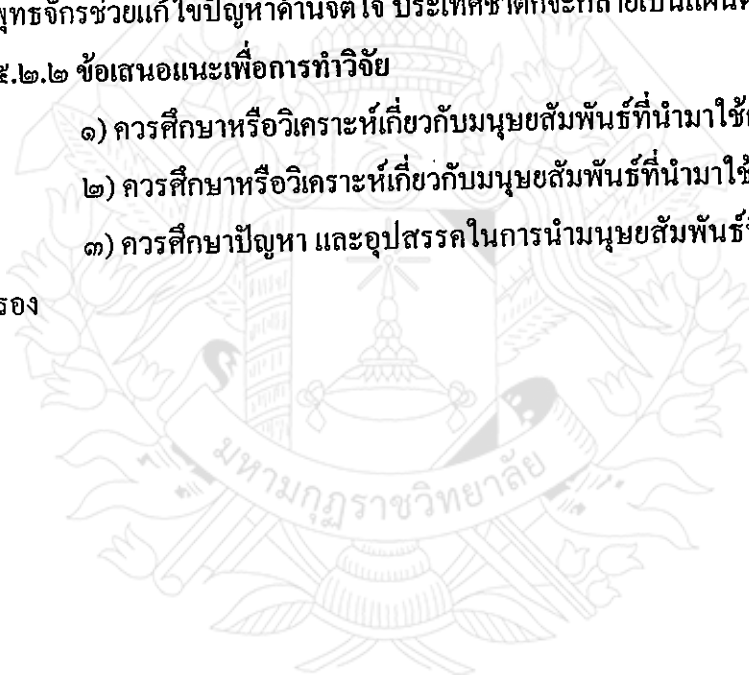 พุทธจักรช่วยแก้ไขปัญหาด้านจิตใจ ประเทศชาติก็จะกลายเป็น
๕.๒.๒ ข้อเสนอแนะเพื่อการทำวิจัย
๑) ควรศึกษาหรือวิเคราะห์เกี่ยวกับมนุษยสัมพันธ์ที่นำมาใช้
๒) ควรศึกษาหรือวิเคราะห์เกี่ยวกับมนุษยสัมพันธ์ที่นำมาใช้
๓) ควรศึกษาปัญหา และอุปสรรคในการนำมนุษยสัมพันธ์
รอง
มหามกุฏราชวิทยาลัย